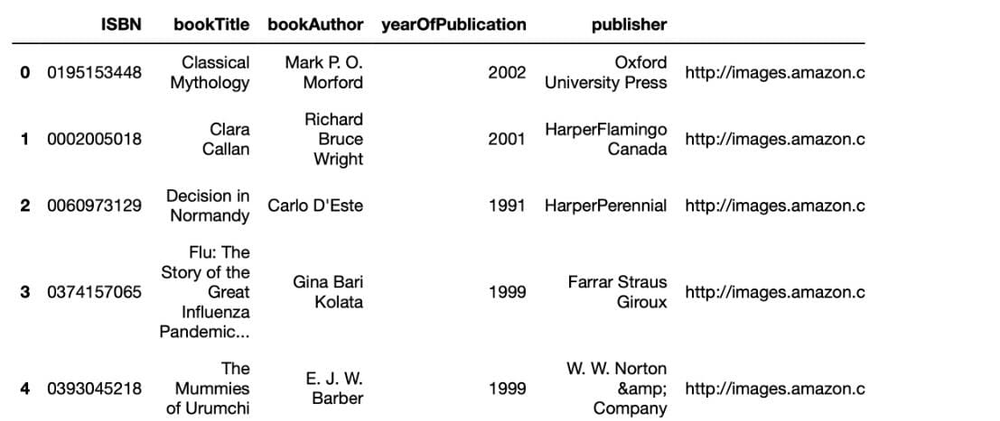 ISBN bookTitle bookAuthor yearOfPublication publisher
0 0195153448 Classical Mythology Mark P. O. Morford 2002 Oxford University Press http://images.amazon.c
1 0002005018 Clara Callan Richard Bruce Wright 2001 HarperFlamingo Canada http://images.amazon.c
2 0060973129 Decision in Normandy Carlo D'Este 1991 HarperPerennial http://images.amazon.c
3 0374157065 Flu: The Story of the Great Influenza Pandemic... Gina Bari Kolata 1999 Farrar Straus Giroux http://images.amazon.c
4 0393045218 The Mummies of Urumchi E. J. W. Barber 1999 W. W. Norton &amp; Company http://images.amazon.c